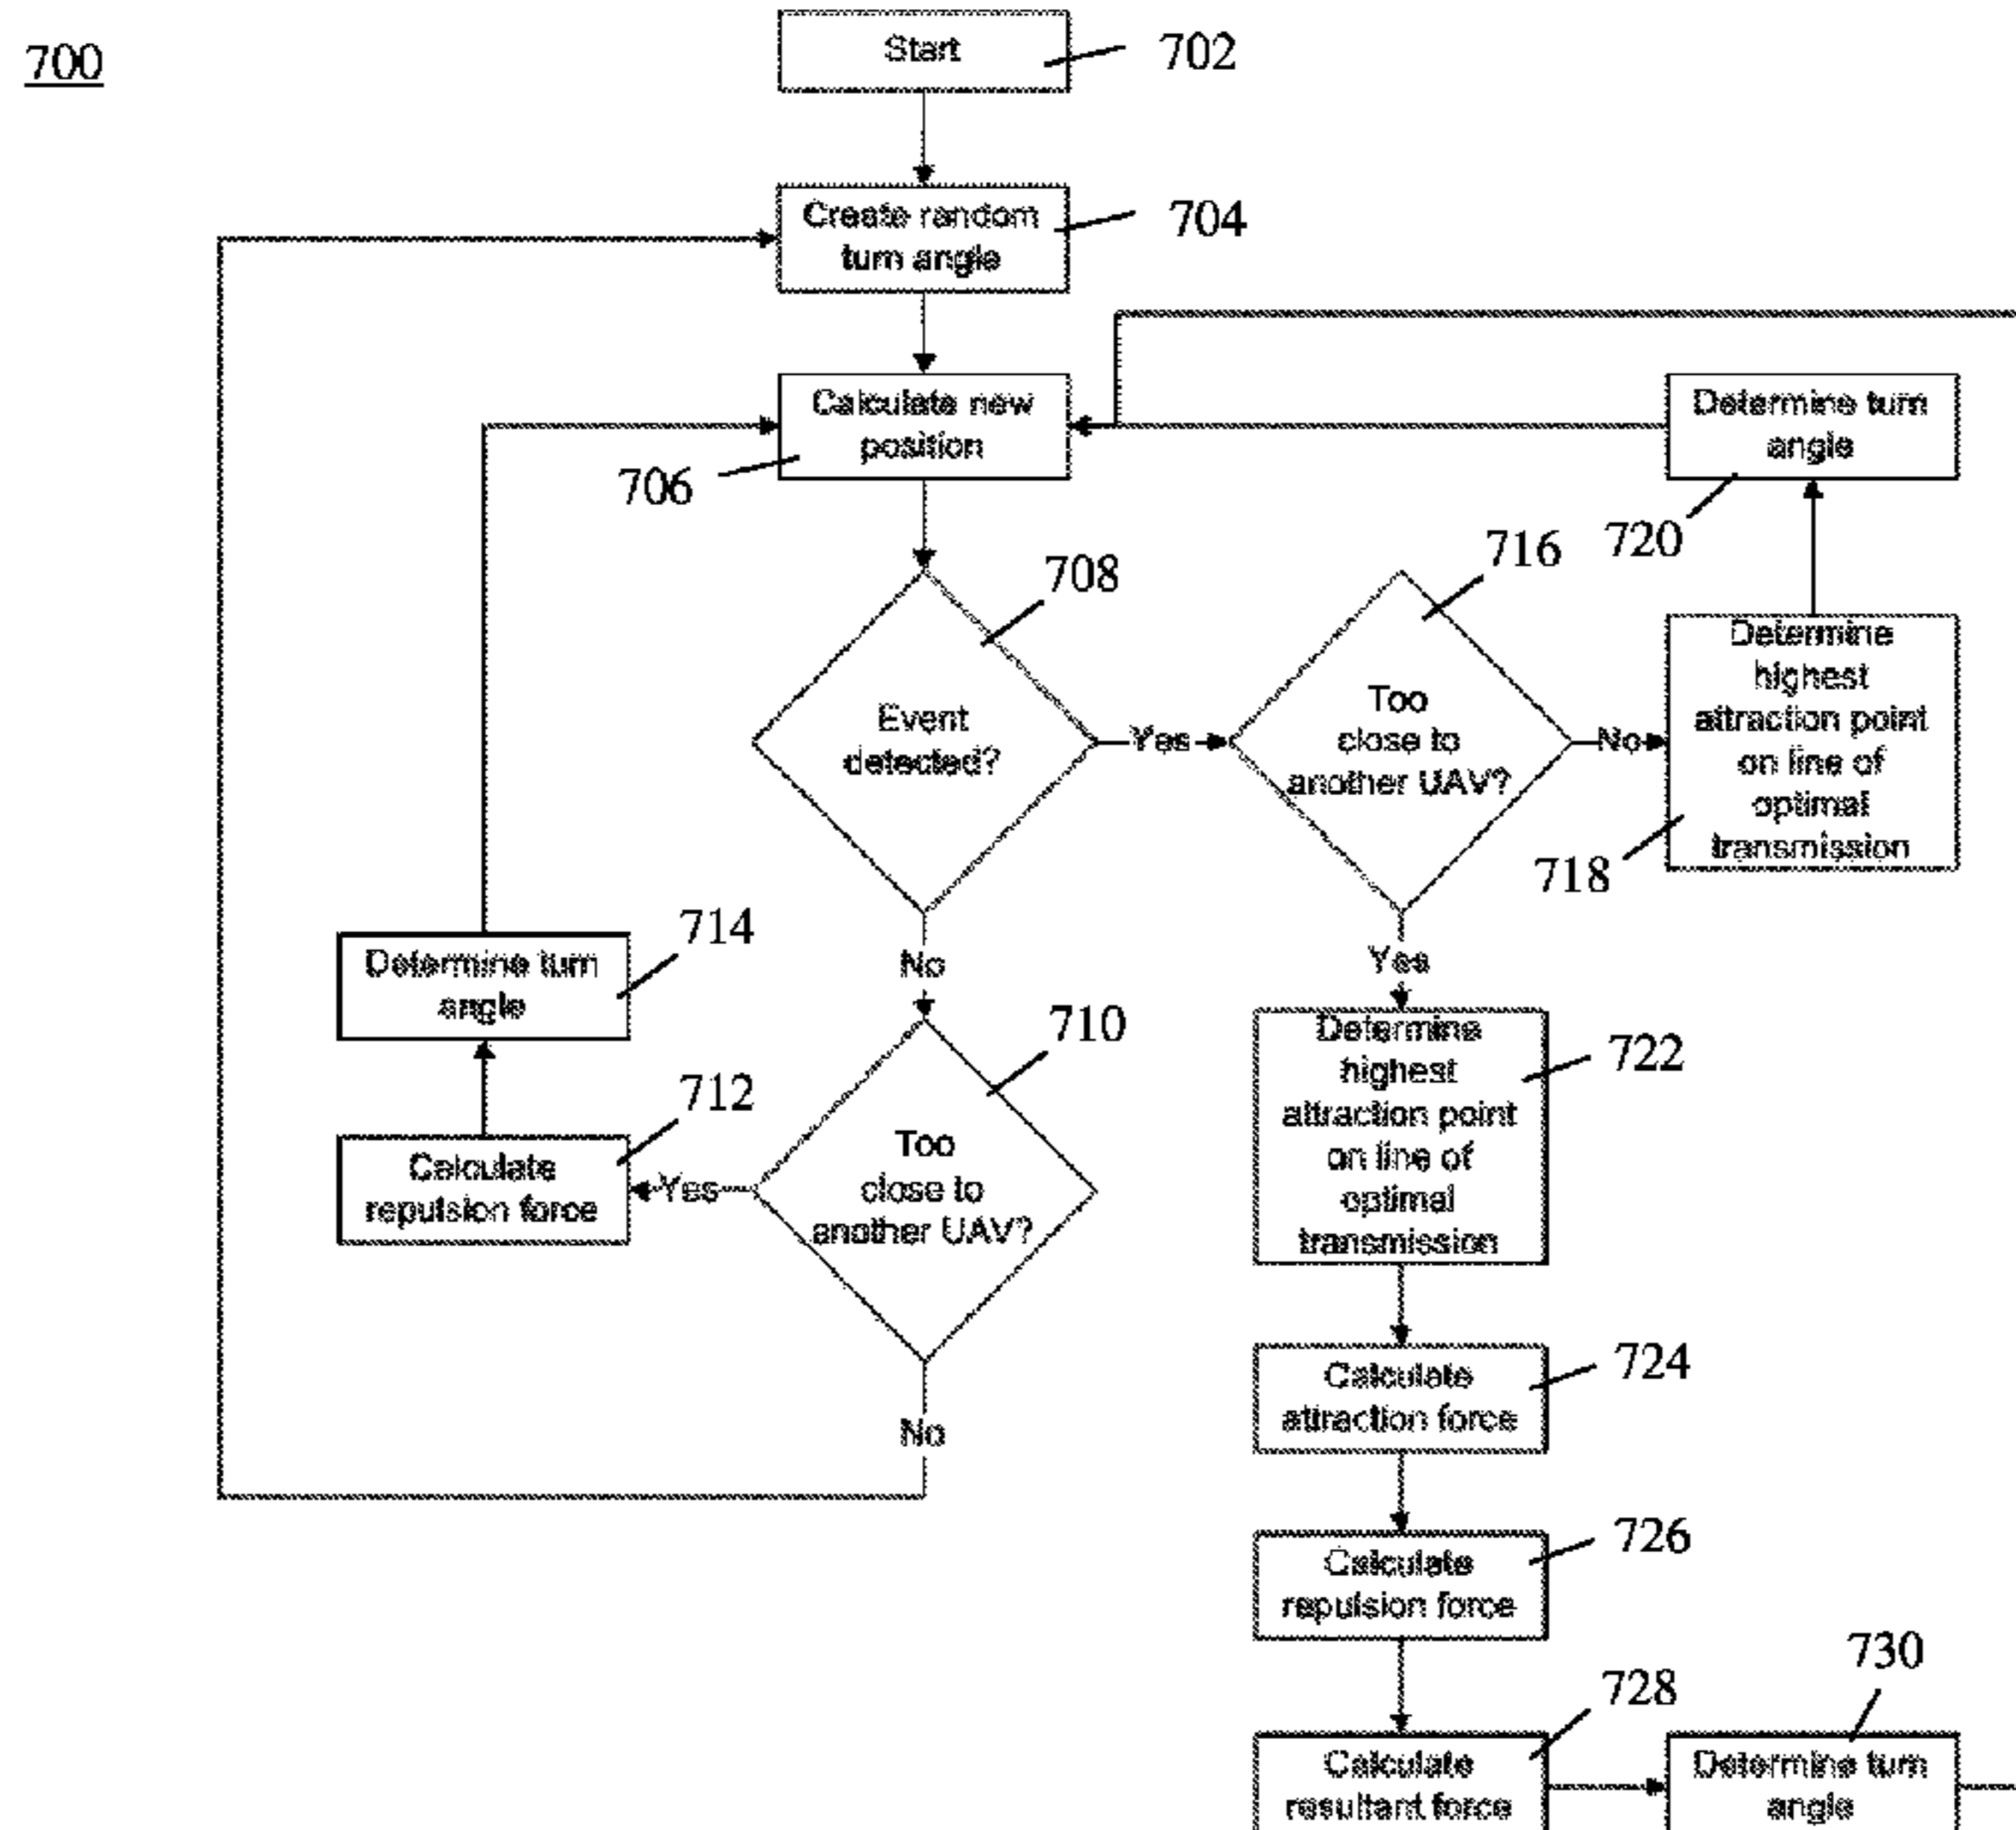 700
Start
702
Create random
turn angle
704
Calculate new
position
706
Determine turn
angle
720
708
716
Event
detected?
Yes
Too
close to
another UAV?
No
Determine
highest
attraction point
on line of
optimal
transmission
718
No
Yes
Determine turn
angle
714
Calculate
repulsion force
712
Yes
Too
close to
another UAV?
710
No
Determine
highest
attraction point
on line of
optimal
transmission
722
Calculate
attraction force
724
Calculate
repulsion force
726
Calculate
resultant force
728
Determine turn
angle
730